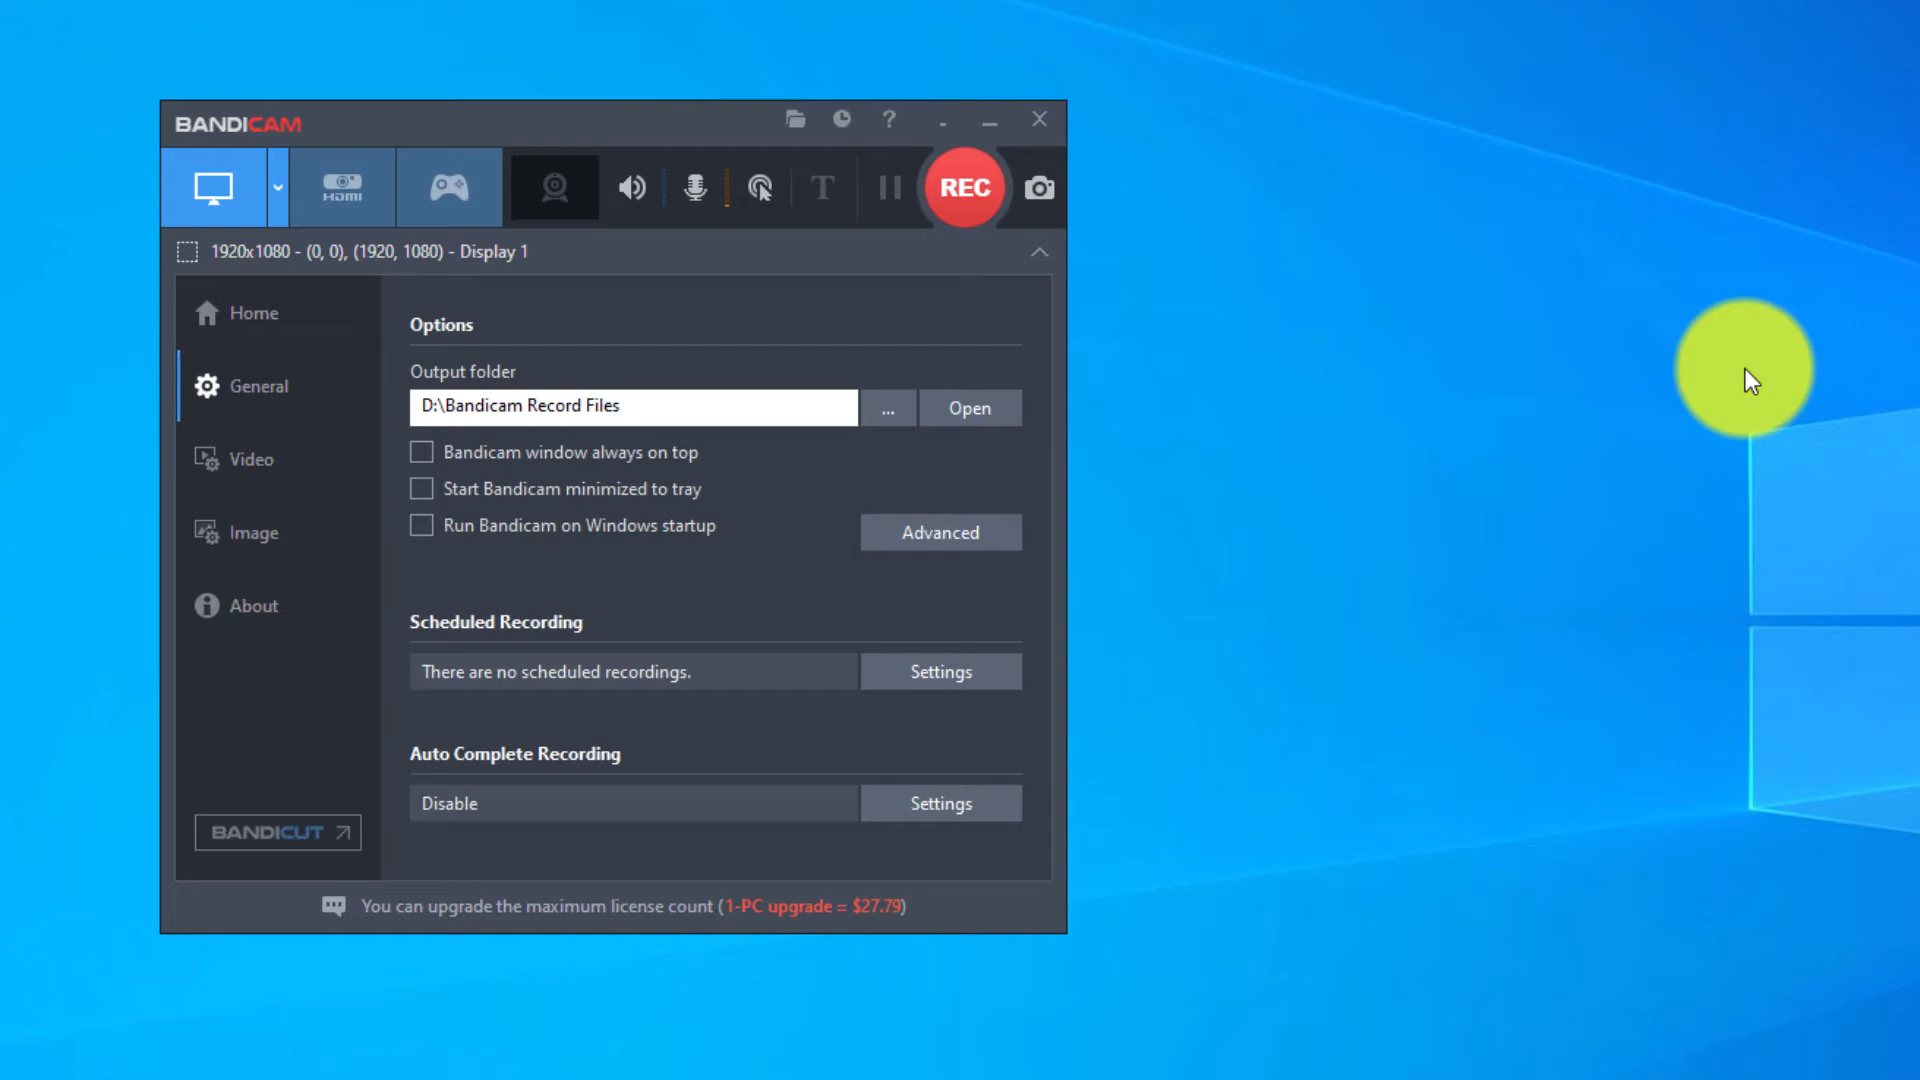 BANDICAM
?
HDMI
T
REC
1920x1080 - (0, 0), (1920, 1080) - Display 1
Home
General
Video
Image
About
BANDICUT
Options
Output folder
D:\Bandicam Record Files
...
Open
Bandicam window always on top
Start Bandicam minimized to tray
Run Bandicam on Windows startup
Advanced
Scheduled Recording
There are no scheduled recordings.
Settings
Auto Complete Recording
Disable
Settings
You can upgrade the maximum license count (1-PC upgrade = $27.79)